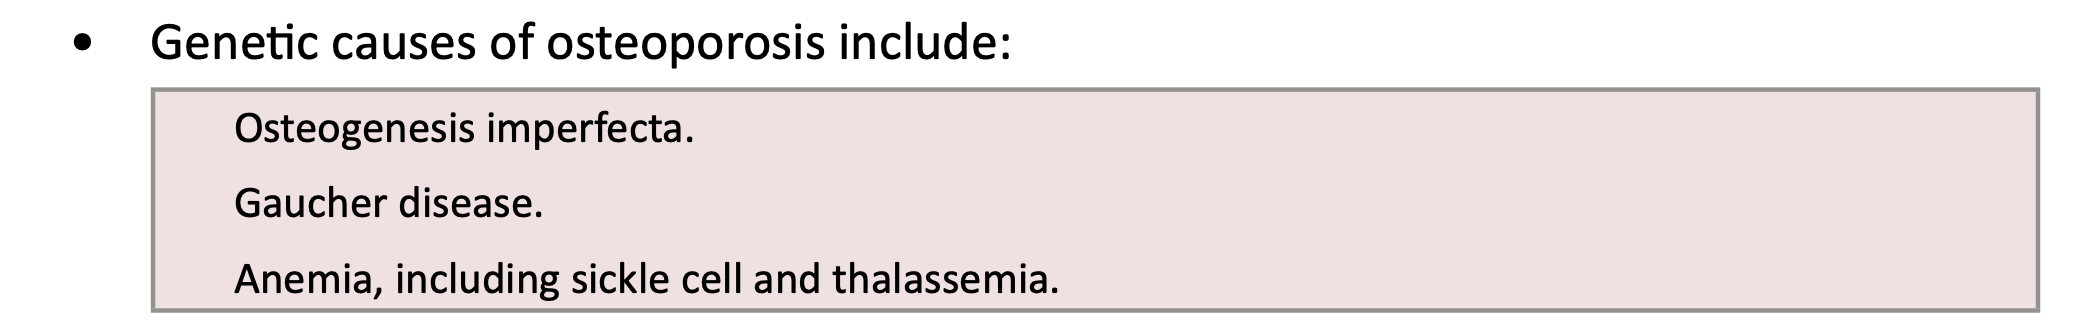 • Genetic causes of osteoporosis include:
Osteogenesis imperfecta.
Gaucher disease.
Anemia, including sickle cell and thalassemia.